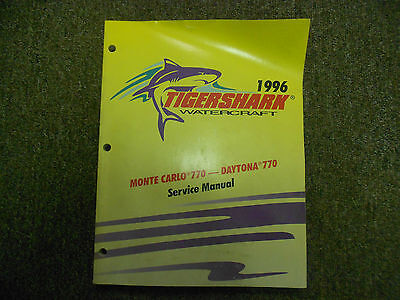 1996
TIGERSHARK®
WATERCRAFT
MONTE CARLO® 770 — DAYTONA® 770
Service Manual